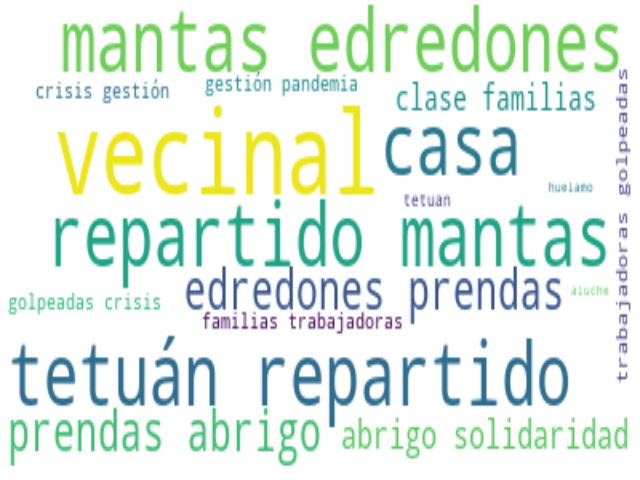 mantas edredones
crisis gestión
gestión pandemia
clase familias
vecinal
casa
huelamo
tetuan
repartido mantas
edredones prendas
aluche
golpeadas crisis
familias trabajadoras
trabajadoras golpeadas
tetuán repartido
prendas abrigo
abrigo solidaridad